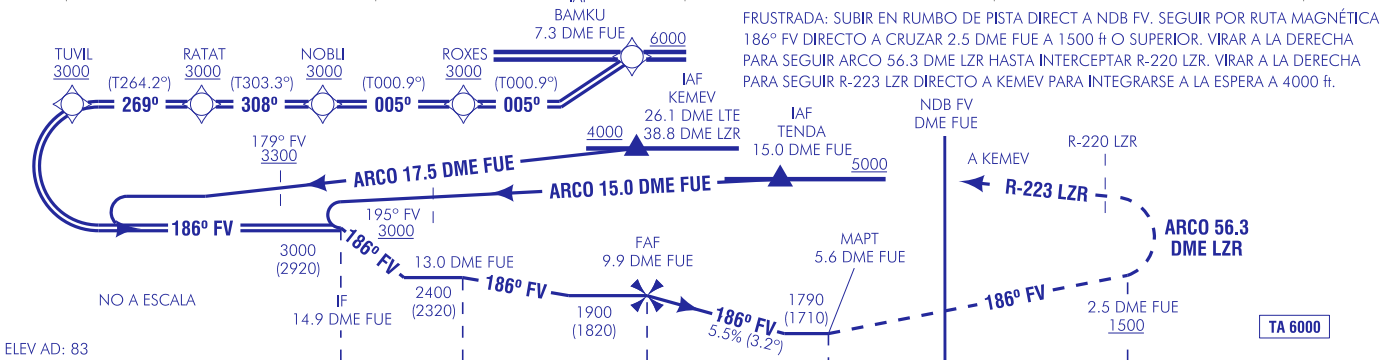 IAF
BAMKU
7.3 DME FUE
6000
FRUSTRADA: SUBIR EN RUMBO DE PISTA DIRECT A NDB FV. SEGUIR POR RUTA MAGNÉTICA
186º FV DIRECTO A CRUZAR 2.5 DME FUE A 1500 ft O SUPERIOR. VIRAR A LA DERECHA
PARA SEGUIR ARCO 56.3 DME LZR HASTA INTERCEPTAR R-220 LZR. VIRAR A LA DERECHA
PARA SEGUIR R-223 LZR DIRECTO A KEMEV PARA INTEGRARSE A LA ESPERA A 4000 ft.
TUVIL
3000
RATAT
3000
NOBLI
3000
ROXES
3000
(T264.2º)
269º
(T303.3º)
308º
(T000.9º)
005º
(T000.9º)
005º
IAF
KEMEV
26.1 DME LTE
38.8 DME LZR
4000
IAF
TENDA
15.0 DME FUE
5000
NDB FV
DME FUE
R-220 LZR
A KEMEV
R-223 LZR
ARCO 56.3
DME LZR
179º FV
3300
ARCO 17.5 DME FUE
ARCO 15.0 DME FUE
195º FV
3000
186º FV
3000
(2920)
186º FV
13.0 DME FUE
2400
(2320)
186º FV
FAF
9.9 DME FUE
1900
(1820)
MAPT
5.6 DME FUE
186º FV
5.5% (3.2º)
1790
(1710)
186º FV
2.5 DME FUE
1500
NO A ESCALA
IF
14.9 DME FUE
TA 6000
ELEV AD: 83